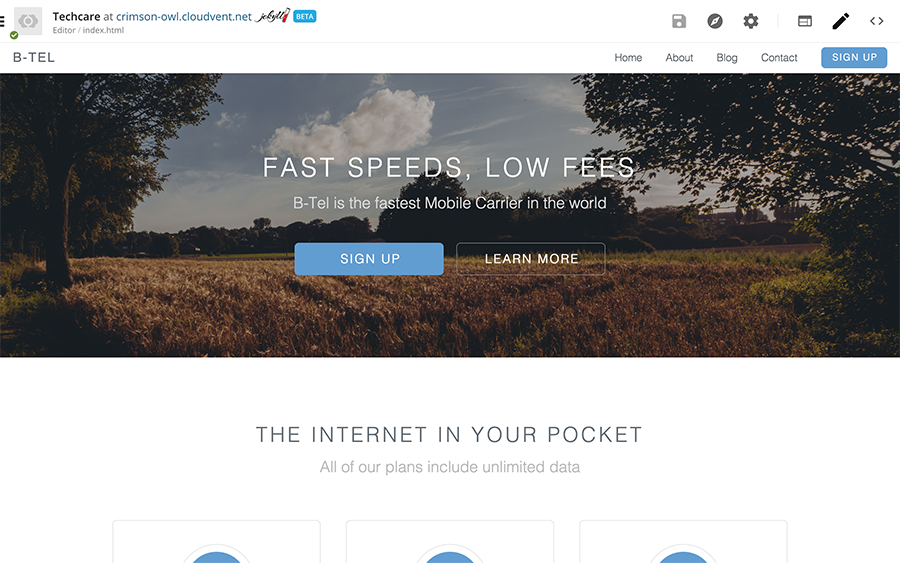 Techcare at crimson-owl.cloudvent.net jekyll BETA
Editor / index.html
B-TEL
Home About Blog Contact SIGN UP
FAST SPEEDS, LOW FEES
B-Tel is the fastest Mobile Carrier in the world
SIGN UP LEARN MORE
THE INTERNET IN YOUR POCKET
All of our plans include unlimited data